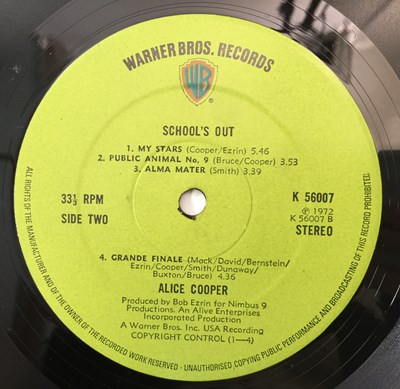 WARNER BROS. RECORDS
WB
SCHOOL'S OUT
1. MY STARS (Cooper/Ezrin) 5.46
2. PUBLIC ANIMAL No. 9 (Bruce/Cooper) 3.53
3. ALMA MATER (Smith) 3.39
33⅓ RPM
SIDE TWO
K 56007
℗ 1972
K 56007 B
STEREO
4. GRANDE FINALE (Mack/David/Bernstein/
Ezrin/Cooper/Smith/Dunaway/
Buxton/Bruce) 4.36
ALICE COOPER
Produced by Bob Ezrin for Nimbus 9
Productions. An Alive Enterprises
Incorporated Production
A Warner Bros. Inc. USA Recording
COPYRIGHT CONTROL (1—4)
ALL RIGHTS OF THE MANUFACTURER AND OF THE OWNER OF THE RECORDED WORK RESERVED - UNAUTHORISED COPYING PUBLIC PERFORMANCE AND BROADCASTING OF THIS RECORD PROHIBITED.